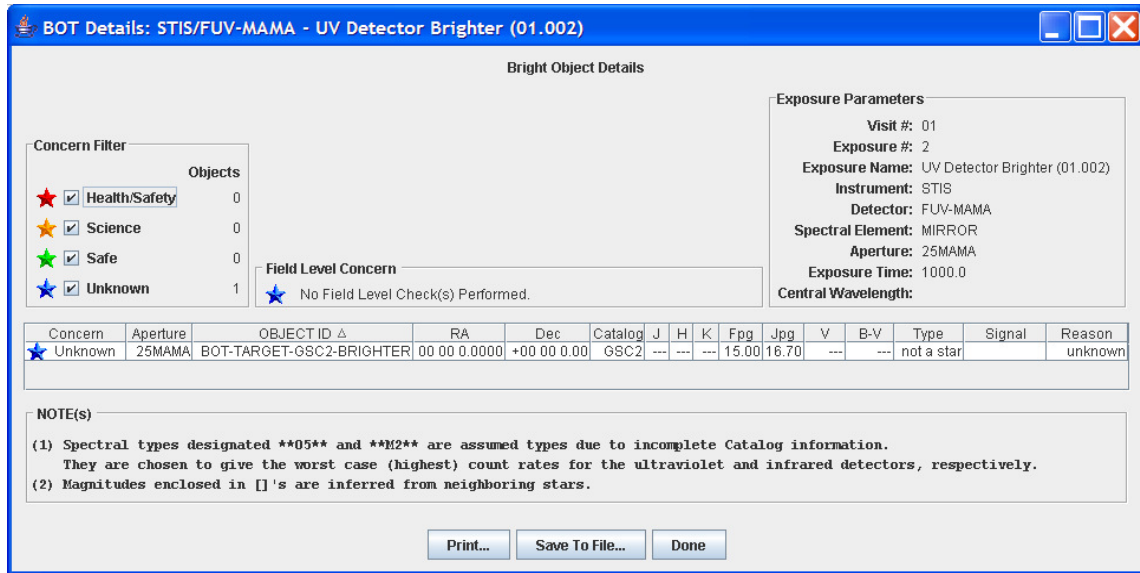 BOT Details: STIS/FUV-MAMA - UV Detector Brighter (01.002)
Bright Object Details
Concern Filter
Objects
Health/Safety 0
Science 0
Safe 0
Unknown 1
Field Level Concern
No Field Level Check(s) Performed.
Exposure Parameters
Visit #: 01
Exposure #: 2
Exposure Name: UV Detector Brighter (01.002)
Instrument: STIS
Detector: FUV-MAMA
Spectral Element: MIRROR
Aperture: 25MAMA
Exposure Time: 1000.0
Central Wavelength:
Concern Aperture OBJECT ID △ RA Dec Catalog J H K Fpg Jpg V B-V Type Signal Reason
Unknown 25MAMA BOT-TARGET-GSC2-BRIGHTER 00 00 0.0000 +00 00 0.00 GSC2 --- --- --- 15.00 16.70 --- --- not a star unknown
NOTE(s)
(1) Spectral types designated **O5** and **M2** are assumed types due to incomplete Catalog information.
They are chosen to give the worst case (highest) count rates for the ultraviolet and infrared detectors, respectively.
(2) Magnitudes enclosed in []'s are inferred from neighboring stars.
Print... Save To File... Done